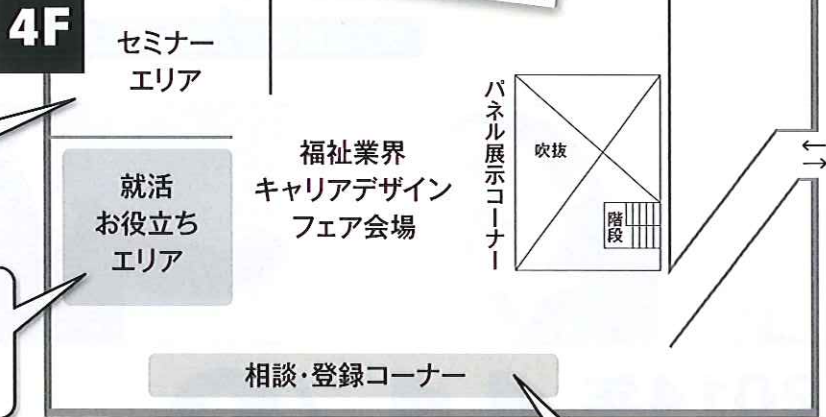 4F
セミナー
エリア
就活
お役立ち
エリア
福祉業界
キャリアデザイン
フェア会場
パネル展示コーナー
吹抜
階段
相談・登録コーナー